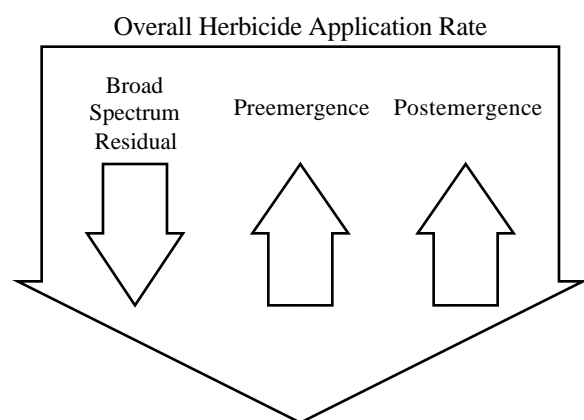 Overall Herbicide Application Rate
Broad
Spectrum
Residual
Preemergence
Postemergence